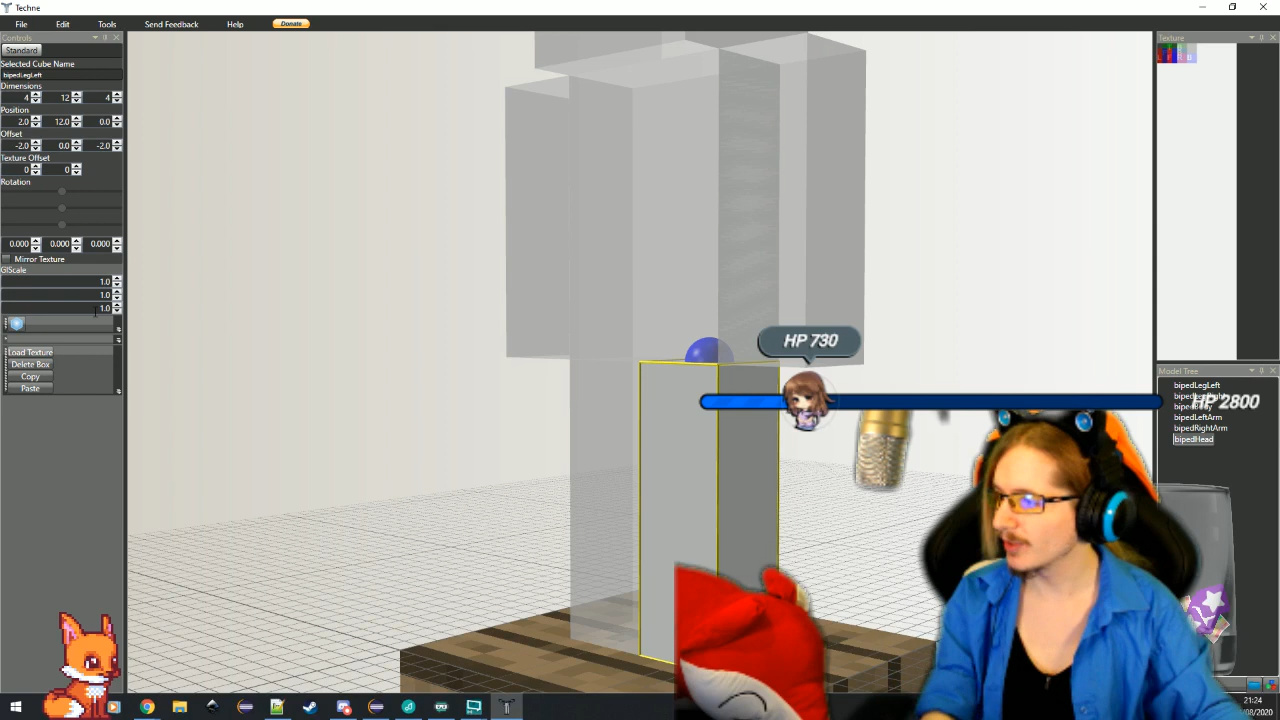 Techne
File Edit Tools Send Feedback Help Donate
Controls
Standard
Selected Cube Name
bipedLegLeft
Dimensions
4 12 4
Position
2.0 12.0 0.0
Offset
-2.0 0.0 -2.0
Texture Offset
0 0
Rotation
0.000 0.000 0.000
Mirror Texture
GlScale
1.0
1.0
1.0
Load Texture
Delete Box
Copy
Paste
HP 730
HP 2800
Texture
Model Tree
bipedLegLeft
bipedLeftArm
bipedRightArm
bipedHead
21:24
/08/2020